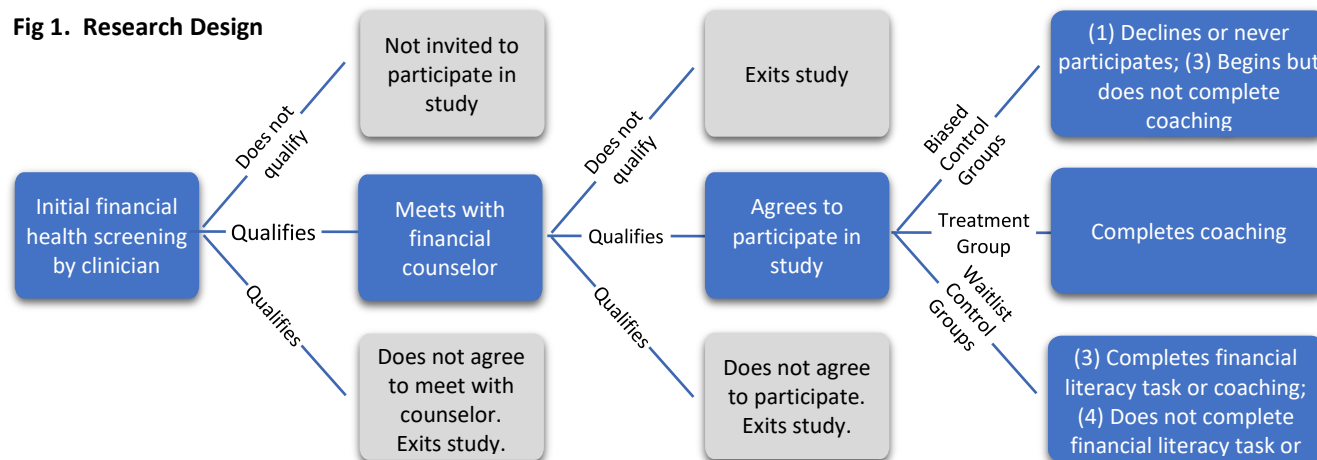 Fig 1. Research Design
Initial financial
health screening
by clinician
Does not
qualify
Qualifies
Qualifies
Not invited to
participate in
study
Meets with
financial
counselor
Does not agree
to meet with
counselor.
Exits study.
Does not
qualify
Qualifies
Qualifies
Exits study
Agrees to
participate in
study
Does not agree
to participate.
Exits study.
Biased
Control
Groups
Treatment
Group
Waitlist
Control
Groups
(1) Declines or never
participates; (3) Begins but
does not complete
coaching
Completes coaching
(3) Completes financial
literacy task or coaching;
(4) Does not complete
financial literacy task or